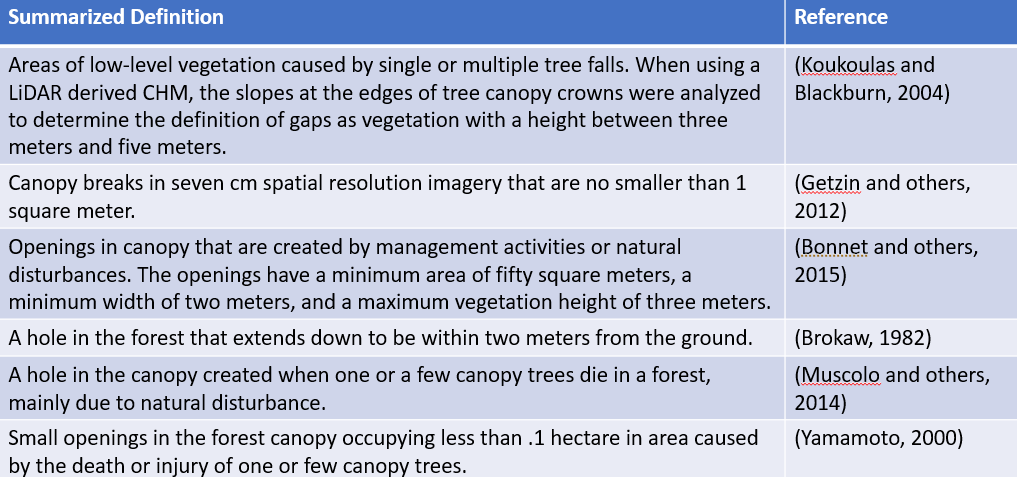 Summarized Definition
Reference
Areas of low-level vegetation caused by single or multiple tree falls. When using a
LiDAR derived CHM, the slopes at the edges of tree canopy crowns were analyzed
to determine the definition of gaps as vegetation with a height between three
meters and five meters.
(Koukoulas and
Blackburn, 2004)
Canopy breaks in seven cm spatial resolution imagery that are no smaller than 1
square meter.
(Getzin and others,
2012)
Openings in canopy that are created by management activities or natural
disturbances. The openings have a minimum area of fifty square meters, a
minimum width of two meters, and a maximum vegetation height of three meters.
(Bonnet and others,
2015)
A hole in the forest that extends down to be within two meters from the ground.
(Brokaw, 1982)
A hole in the canopy created when one or a few canopy trees die in a forest,
mainly due to natural disturbance.
(Muscolo and others,
2014)
Small openings in the forest canopy occupying less than .1 hectare in area caused
by the death or injury of one or few canopy trees.
(Yamamoto, 2000)